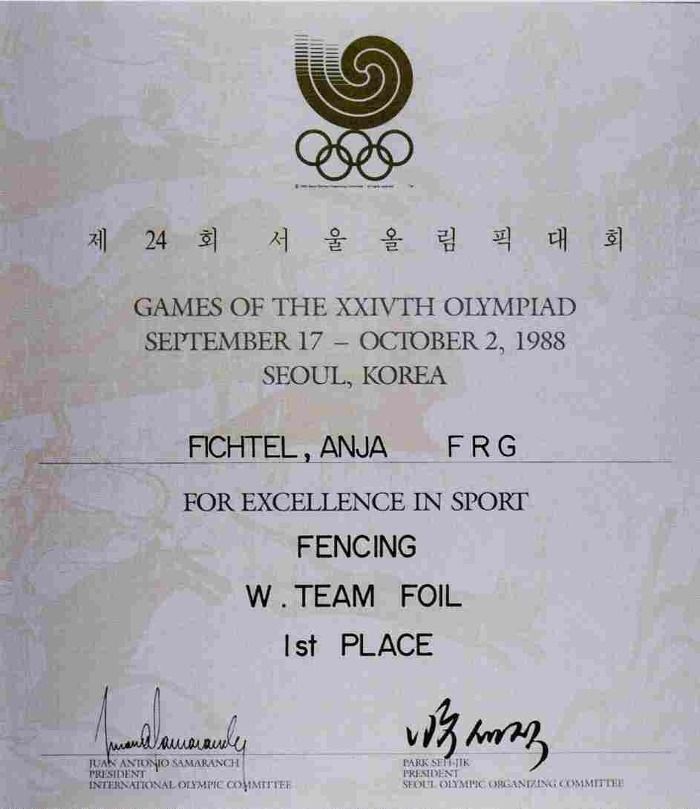 제 24 회 서 울 올 림 픽 대 회
GAMES OF THE XXIVTH OLYMPIAD
SEPTEMBER 17 – OCTOBER 2, 1988
SEOUL, KOREA
FICHTEL, ANJA F R G
FOR EXCELLENCE IN SPORT
FENCING
W. TEAM FOIL
1st PLACE
JUAN ANTONIO SAMARANCH
PRESIDENT
INTERNATIONAL OLYMPIC COMMITTEE
PARK SEH-JIK
PRESIDENT
SEOUL OLYMPIC ORGANIZING COMMITTEE